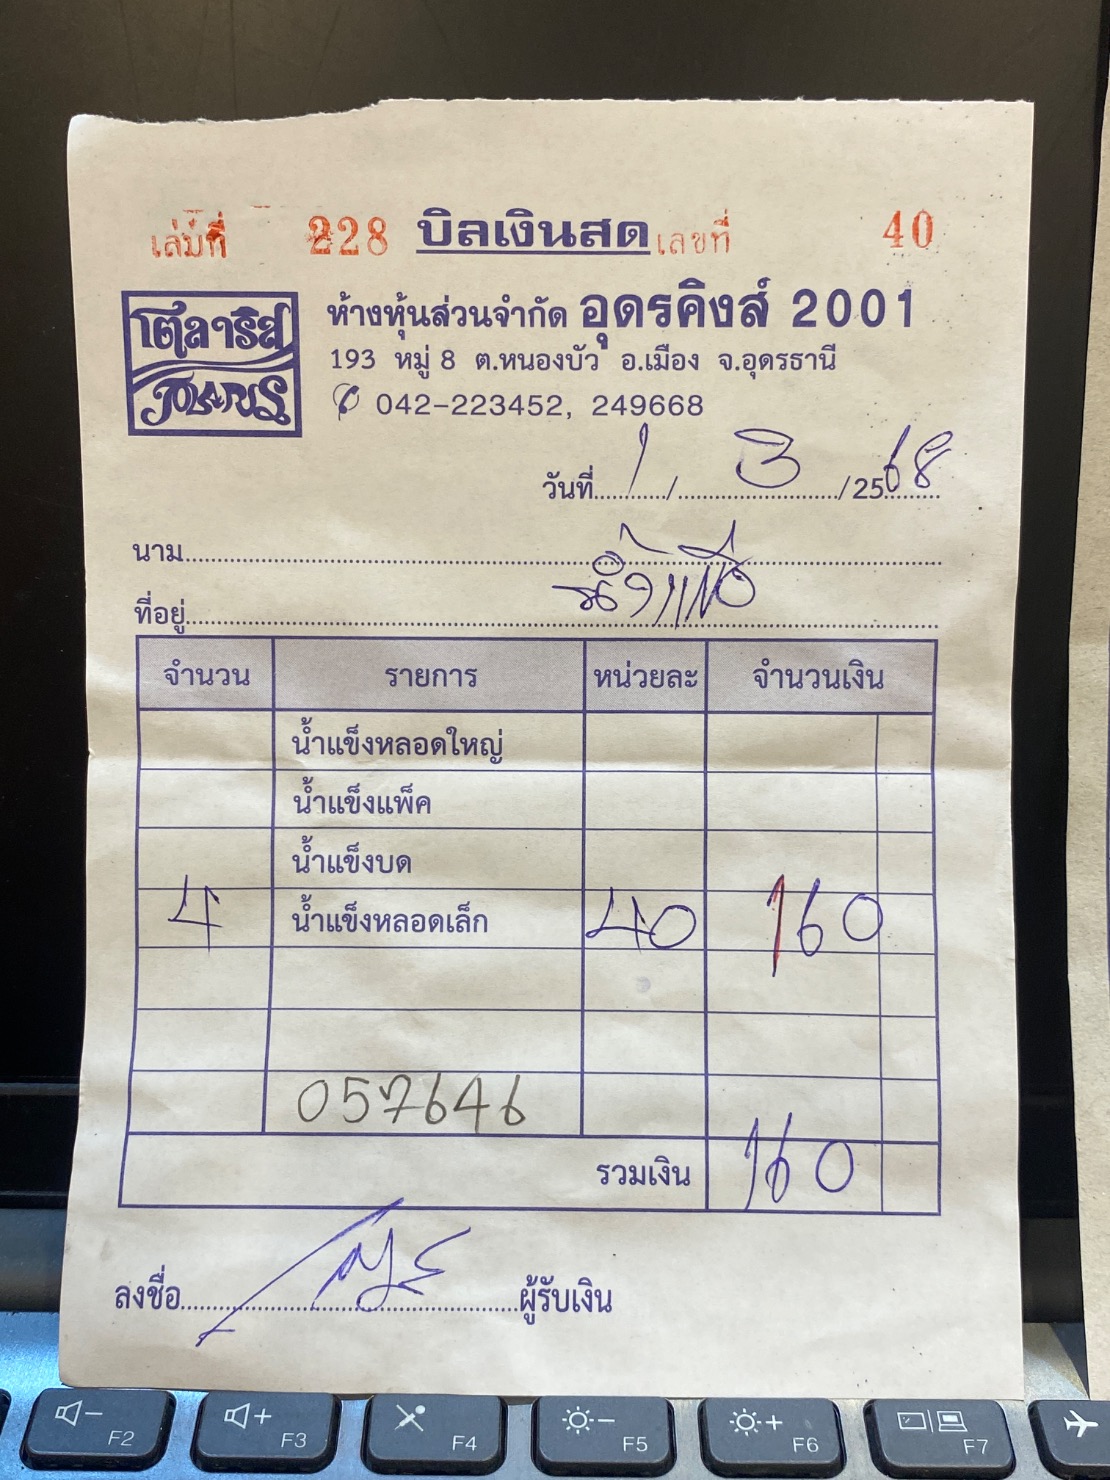 เล่มที่ 228 บิลเงินสด เลขที่ 40
โตลาริส
POLARIS
ห้างหุ้นส่วนจำกัด อุดรคิงส์ 2001
193 หมู่ 8 ต.หนองบัว อ.เมือง จ.อุดรธานี
042-223452, 249668
วันที่ 1 / 3 / 2568
นาม
ที่อยู่
จำนวน รายการ หน่วยละ จำนวนเงิน
น้ำแข็งหลอดใหญ่
น้ำแข็งแพ็ค
น้ำแข็งบด
4 น้ำแข็งหลอดเล็ก 40 160
057646
รวมเงิน 160
ลงชื่อ ผู้รับเงิน
F2
F3
F4
F5
F6
F7